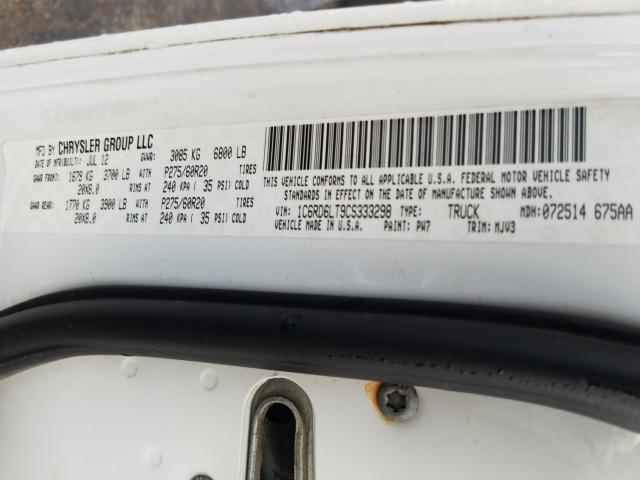 MFD BY CHRYSLER GROUP LLC
DATE OF MFR(BUILT): JUL 12 GVWR: 3085 KG 6800 LB
GAWR FRONT: 1679 KG 3700 LB WITH P275/60R20 TIRES
20X8.0 RIMS AT 240 KPA ( 35 PSI) COLD
GAWR REAR: 1770 KG 3900 LB WITH P275/60R20 TIRES
20X8.0 RIMS AT 240 KPA ( 35 PSI) COLD
THIS VEHICLE CONFORMS TO ALL APPLICABLE U.S.A. FEDERAL MOTOR VEHICLE SAFETY
STANDARDS IN EFFECT ON THE DATE OF MANUFACTURE SHOWN ABOVE.
VIN: 1C6RD6LT9CS333298 TYPE: TRUCK MDH: 072514 675AA
VEHICLE MADE IN U.S.A. PAINT: PW7 TRIM: MJV3